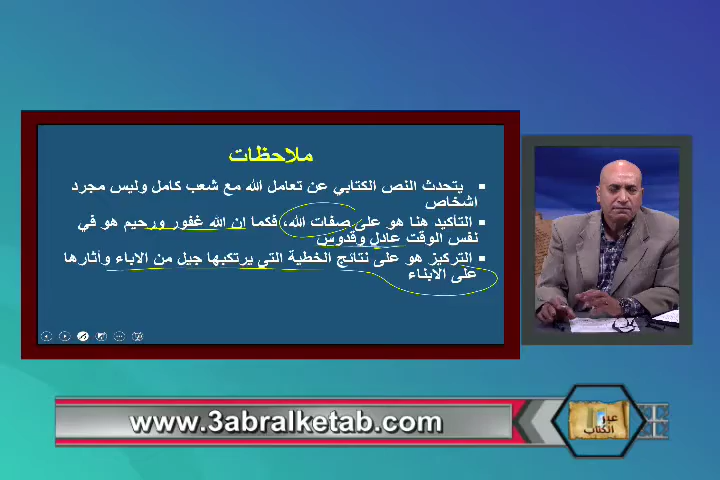 ملاحظات
▪ يتحدث النص الكتابي عن تعامل الله مع شعب كامل وليس مجرد
اشخاص
▪ التأكيد هنا هو على صفات الله، فكما إن الله غفور ورحيم هو في
نفس الوقت عادل وقدوس
▪ التركيز هو على نتائج الخطية التي يرتكبها جيل من الاباء وأثارها
على الابناء
www.3abralketab.com
عبر
الكتاب